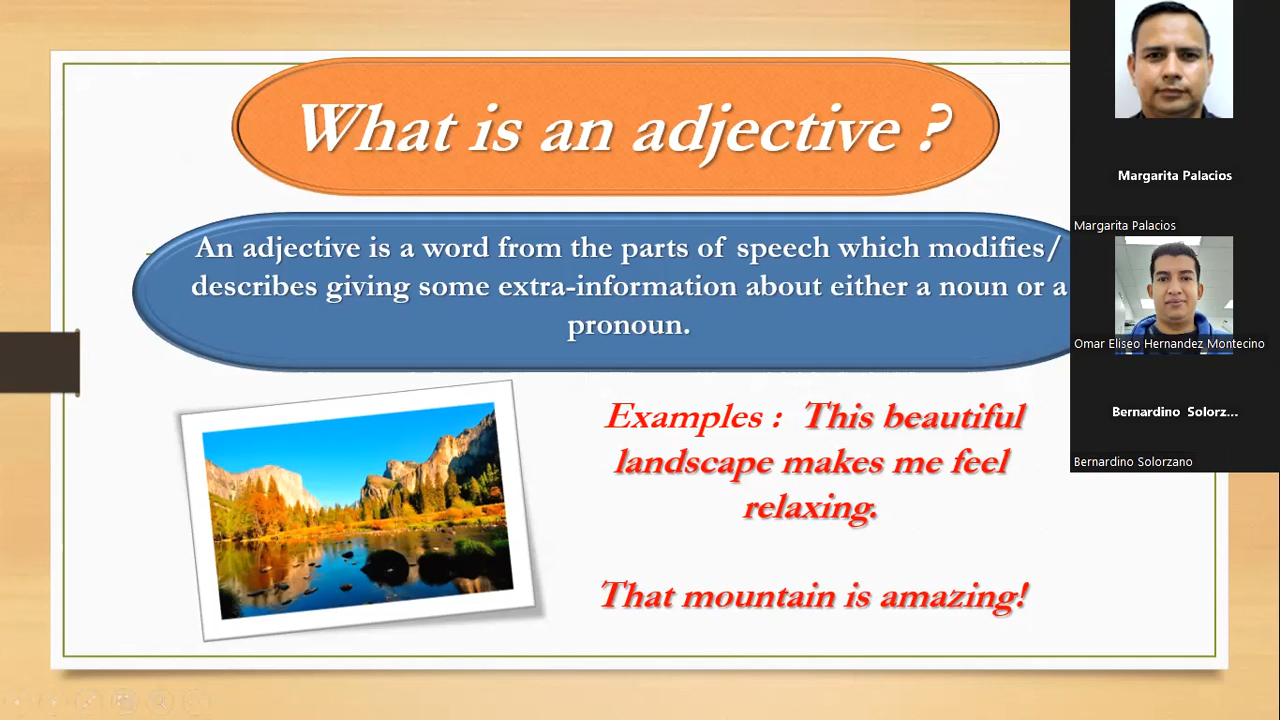 What is an adjective ?
An adjective is a word from the parts of speech which modifies/
describes giving some extra-information about either a noun or a
pronoun.
Examples : This beautiful
landscape makes me feel
relaxing.
That mountain is amazing!
Margarita Palacios
Margarita Palacios
Omar Eliseo Hernandez Montecino
Bernardino Solorz...
Bernardino Solorzano